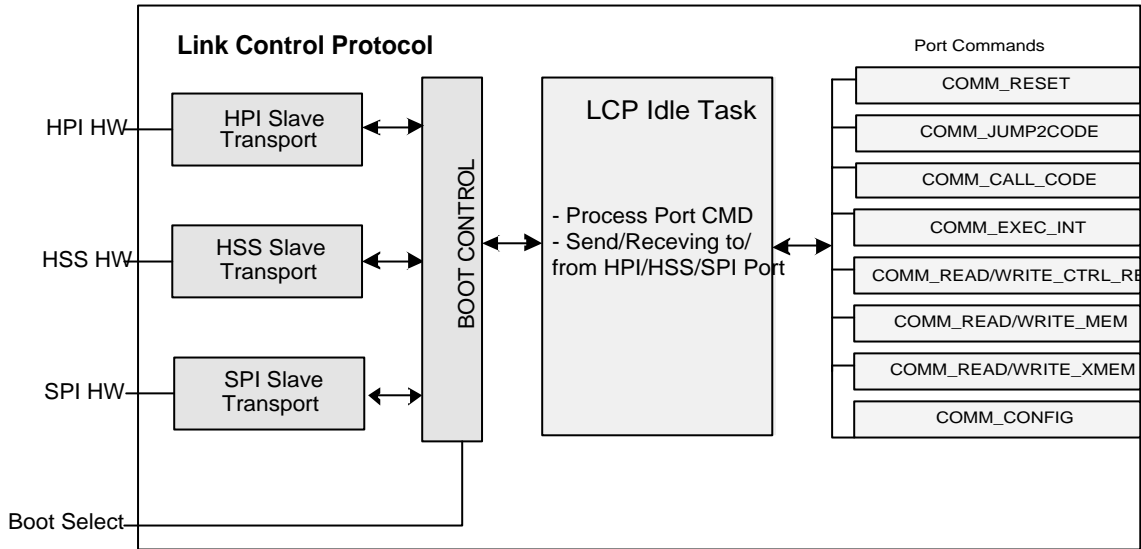 Link Control Protocol
Port Commands
HPI HW
HPI Slave
Transport
HSS HW
HSS Slave
Transport
SPI HW
SPI Slave
Transport
Boot Select
BOOT CONTROL
LCP Idle Task
- Process Port CMD
- Send/Receving to/
from HPI/HSS/SPI Port
COMM_RESET
COMM_JUMP2CODE
COMM_CALL_CODE
COMM_EXEC_INT
COMM_READ/WRITE_CTRL_RE
COMM_READ/WRITE_MEM
COMM_READ/WRITE_XMEM
COMM_CONFIG